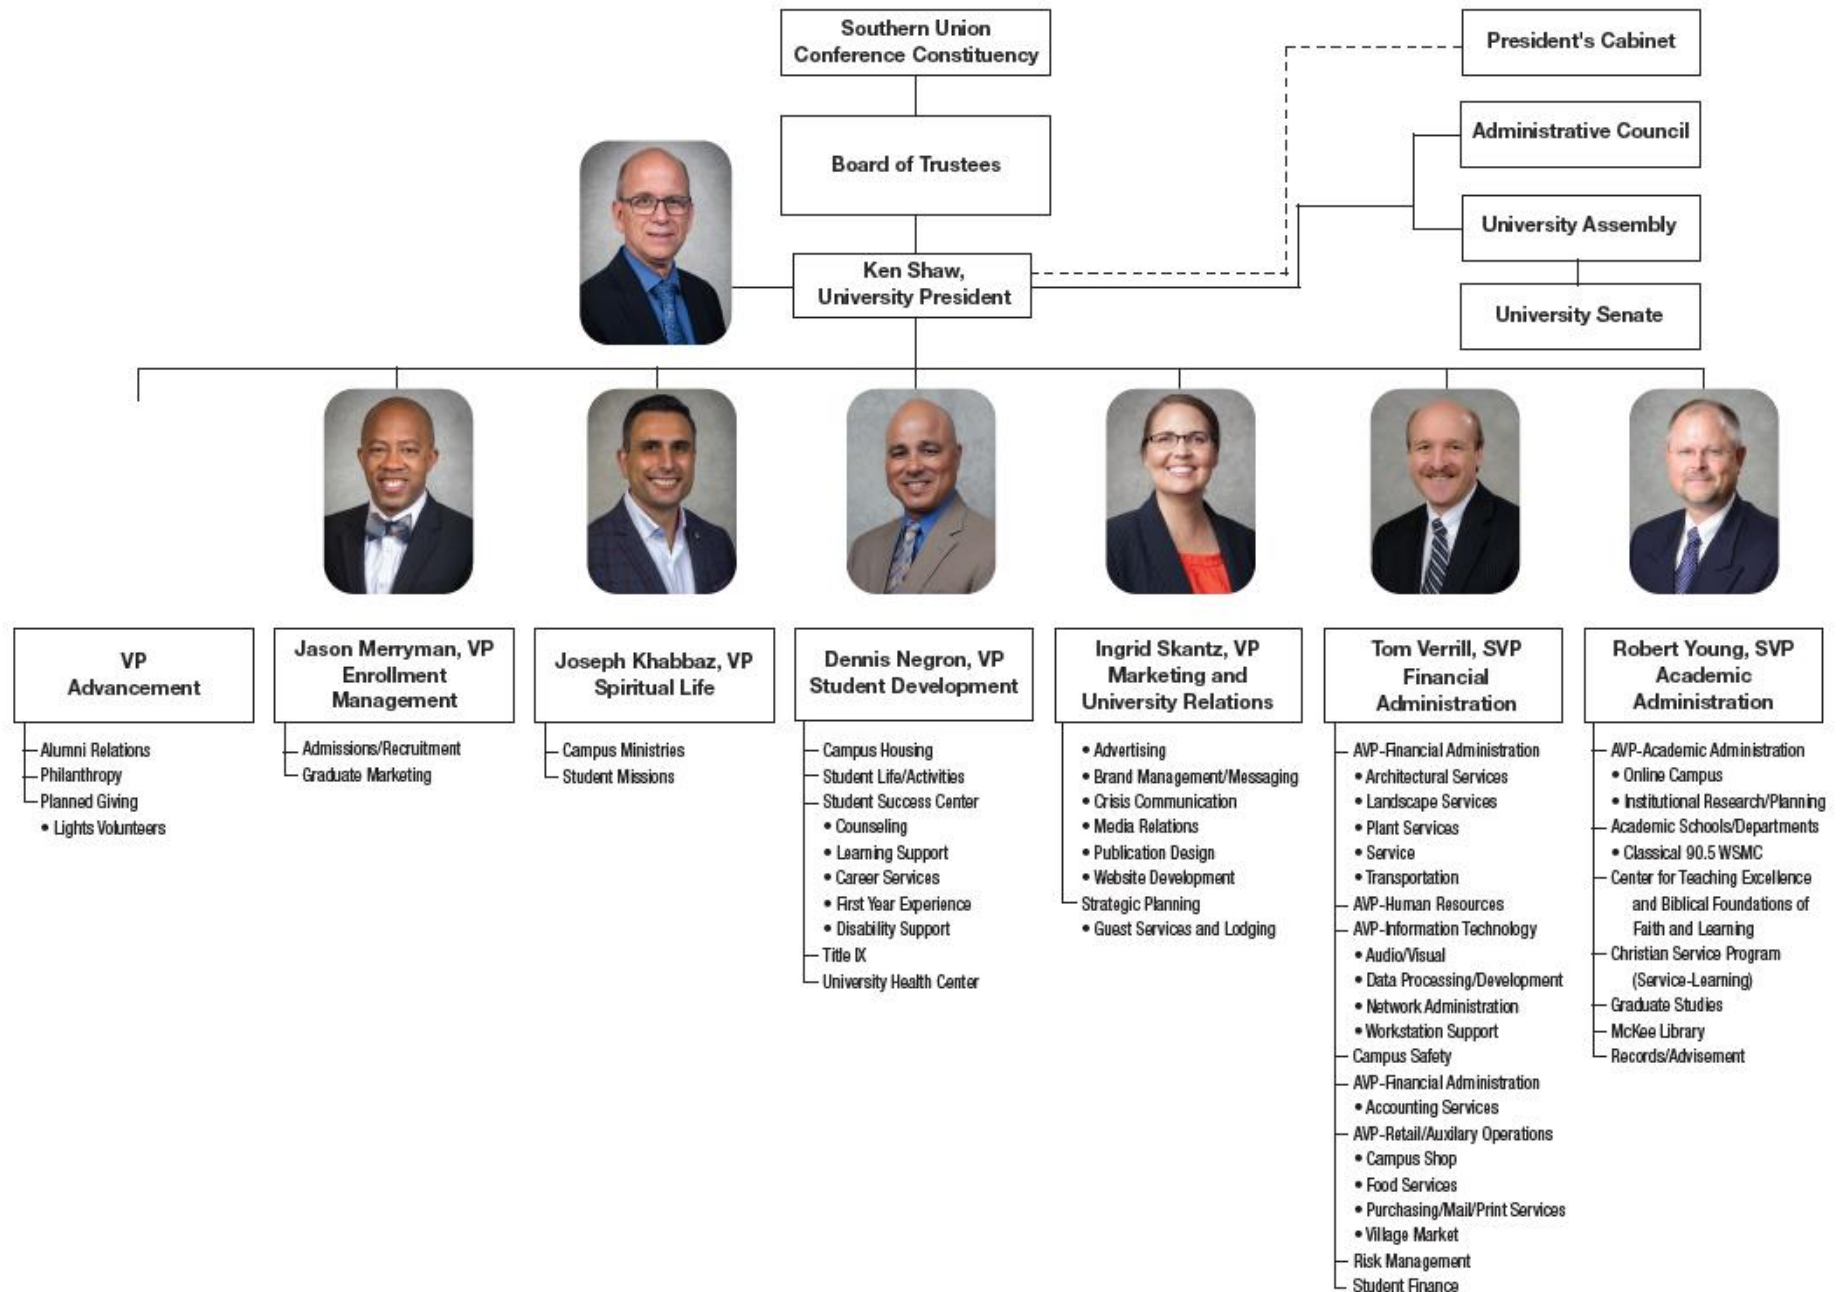 Southern Union
Conference Constituency
President's Cabinet
Administrative Council
Board of Trustees
University Assembly
Ken Shaw,
University President
University Senate
VP
Advancement
Alumni Relations
Philanthropy
Planned Giving
• Lights Volunteers
Jason Merryman, VP
Enrollment
Management
Admissions/Recruitment
Graduate Marketing
Joseph Khabbaz, VP
Spiritual Life
Campus Ministries
Student Missions
Dennis Negron, VP
Student Development
Campus Housing
Student Life/Activities
Student Success Center
• Counseling
• Learning Support
• Career Services
• First Year Experience
• Disability Support
Title IX
University Health Center
Ingrid Skantz, VP
Marketing and
University Relations
• Advertising
• Brand Management/Messaging
• Crisis Communication
• Media Relations
• Publication Design
• Website Development
Strategic Planning
• Guest Services and Lodging
Tom Verrill, SVP
Financial
Administration
AVP-Financial Administration
• Architectural Services
• Landscape Services
• Plant Services
• Service
• Transportation
AVP-Human Resources
AVP-Information Technology
• Audio/Visual
• Data Processing/Development
• Network Administration
• Workstation Support
Campus Safety
AVP-Financial Administration
• Accounting Services
AVP-Retail/Auxilary Operations
• Campus Shop
• Food Services
• Purchasing/Mail/Print Services
• Village Market
Risk Management
Student Finance
Robert Young, SVP
Academic
Administration
AVP-Academic Administration
• Online Campus
• Institutional Research/Planning
Academic Schools/Departments
• Classical 90.5 WSMC
Center for Teaching Excellence
and Biblical Foundations of
Faith and Learning
Christian Service Program
(Service-Learning)
Graduate Studies
McKee Library
Records/Advisement